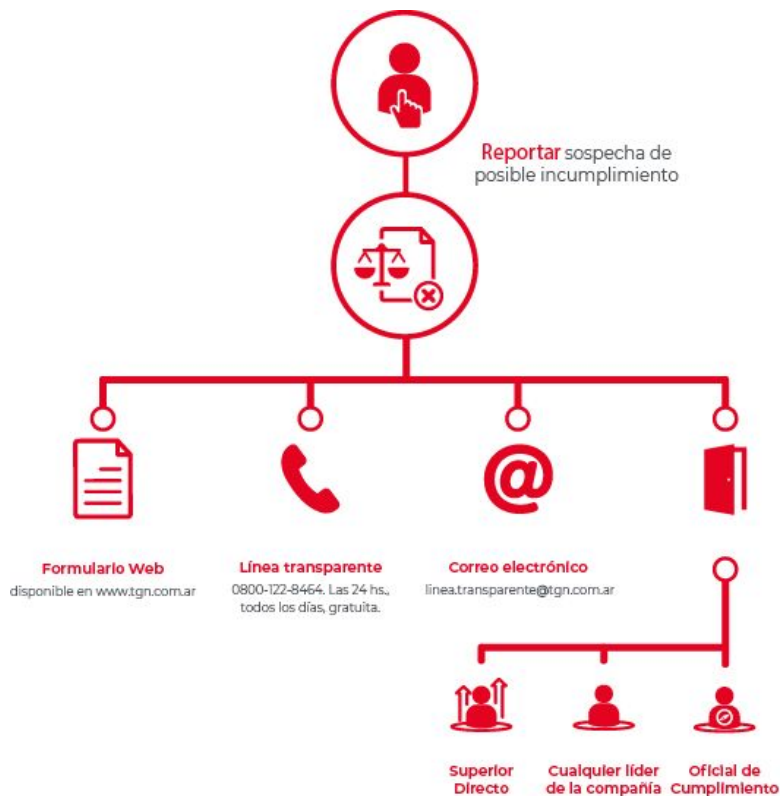 Reportar sospecha de
posible incumplimiento
Formulario Web
disponible en www.tgn.com.ar
Línea transparente
0800-122-8464. Las 24 hs.,
todos los días, gratuita.
Correo electrónico
@
linea.transparente@tgn.com.ar
Superior
Directo
Cualquier líder
de la compañía
Oficial de
Cumplimiento